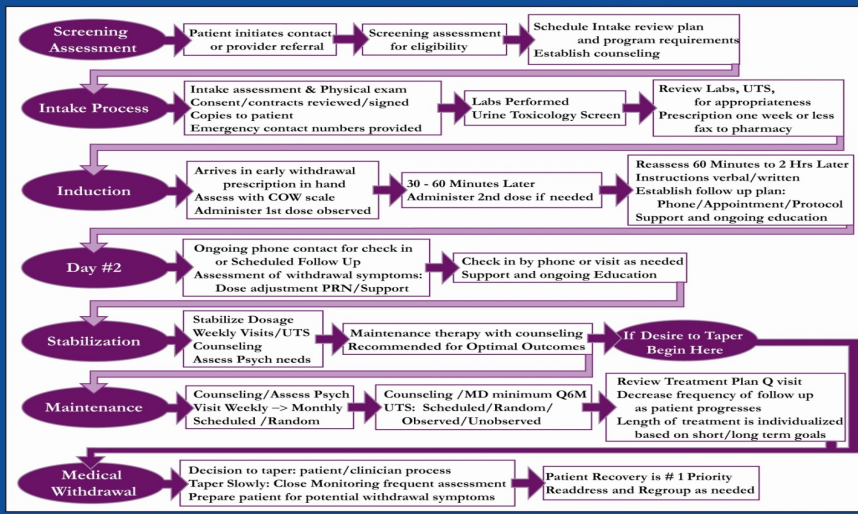 Screening
Assessment
Patient initiates contact
or provider referral
Screening assessment
for eligibility
Schedule Intake review plan
and program requirements
Establish counseling
Intake Process
Intake assessment & Physical exam
Consent/contracts reviewed/signed
Copies to patient
Emergency contact numbers provided
Labs Performed
Urine Toxicology Screen
Review Labs, UTS,
for appropriateness
Prescription one week or less
fax to pharmacy
Induction
Arrives in early withdrawal
prescription in hand
Assess with COW scale
Administer 1st dose observed
30 - 60 Minutes Later
Administer 2nd dose if needed
Reassess 60 Minutes to 2 Hrs Later
Instructions verbal/written
Establish follow up plan:
Phone/Appointment/Protocol
Support and ongoing education
Day #2
Ongoing phone contact for check in
or Scheduled Follow Up
Assessment of withdrawal symptoms:
Dose adjustment PRN/Support
Check in by phone or visit as needed
Support and ongoing Education
Stabilization
Stabilize Dosage
Weekly Visits/UTS
Counseling
Assess Psych needs
Maintenance therapy with counseling
Recommended for Optimal Outcomes
If Desire to Taper
Begin Here
Maintenance
Counseling/Assess Psych
Visit Weekly –> Monthly
Scheduled /Random
Counseling /MD minimum Q6M
UTS: Scheduled/Random/
Observed/Unobserved
Review Treatment Plan Q visit
Decrease frequency of follow up
as patient progresses
Length of treatment is individualized
based on short/long term goals
Medical
Withdrawal
Decision to taper: patient/clinician process
Taper Slowly: Close Monitoring frequent assessment
Prepare patient for potential withdrawal symptoms
Patient Recovery is # 1 Priority
Readdress and Regroup as needed